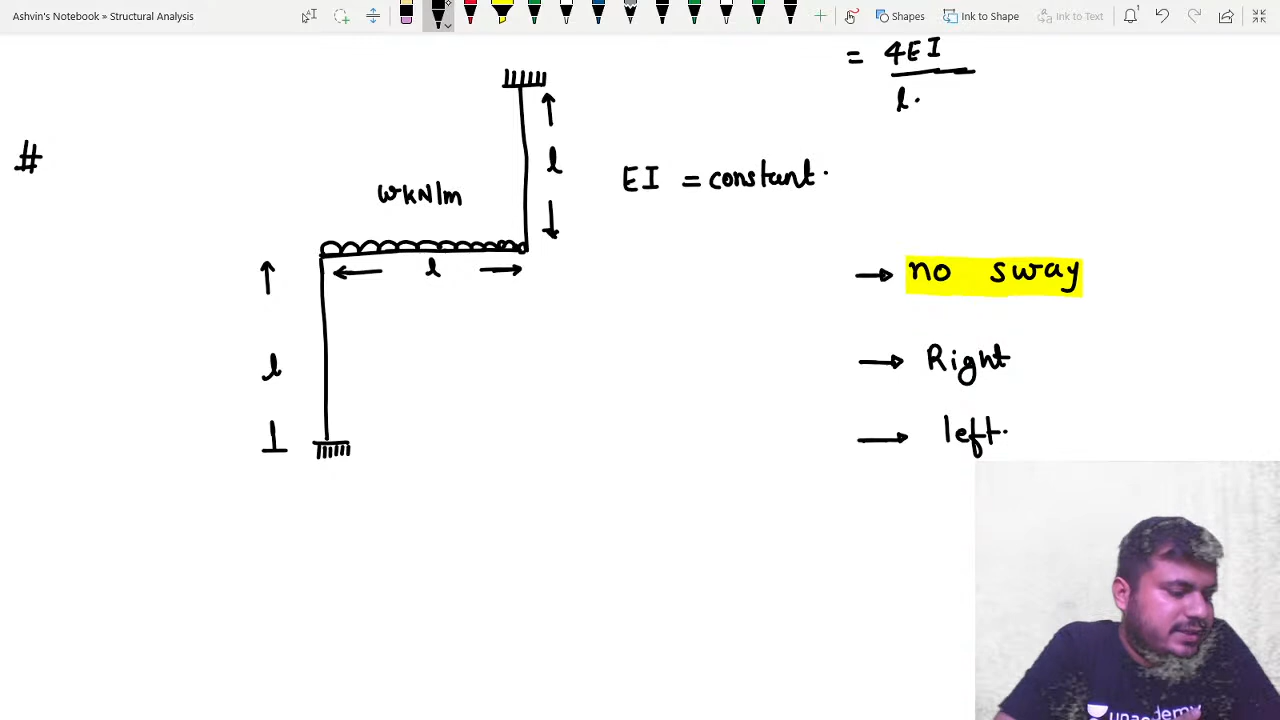 Ashvin's Notebook » Structural Analysis
Shapes
Ink to Shape
Ink to Text
= 4EI
l.
#
l
wkN/m
EI = constant.
l
→ no sway
l
→ Right
→ left.
unacademy